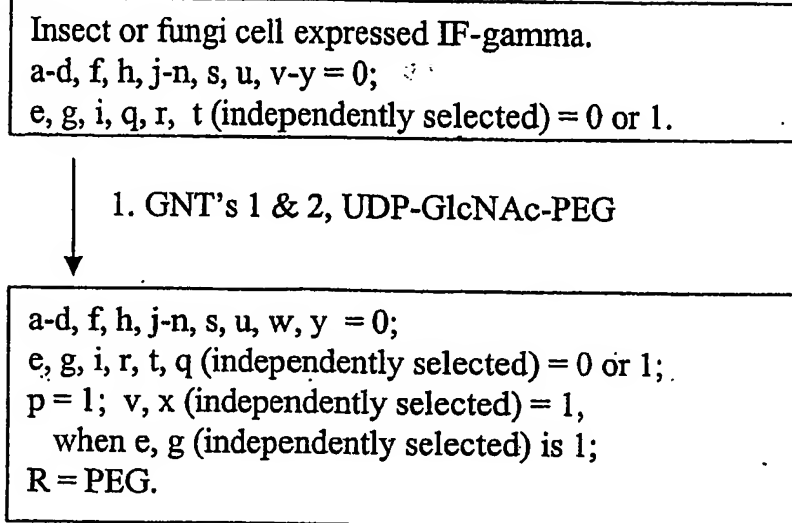 Insect or fungi cell expressed IF-gamma.
a-d, f, h, j-n, s, u, v-y = 0;
e, g, i, q, r, t (independently selected) = 0 or 1.
1. GNT's 1 & 2, UDP-GlcNAc-PEG
a-d, f, h, j-n, s, u, w, y = 0;
e, g, i, r, t, q (independently selected) = 0 or 1;
p = 1; v, x (independently selected) = 1,
when e, g (independently selected) is 1;
R = PEG.